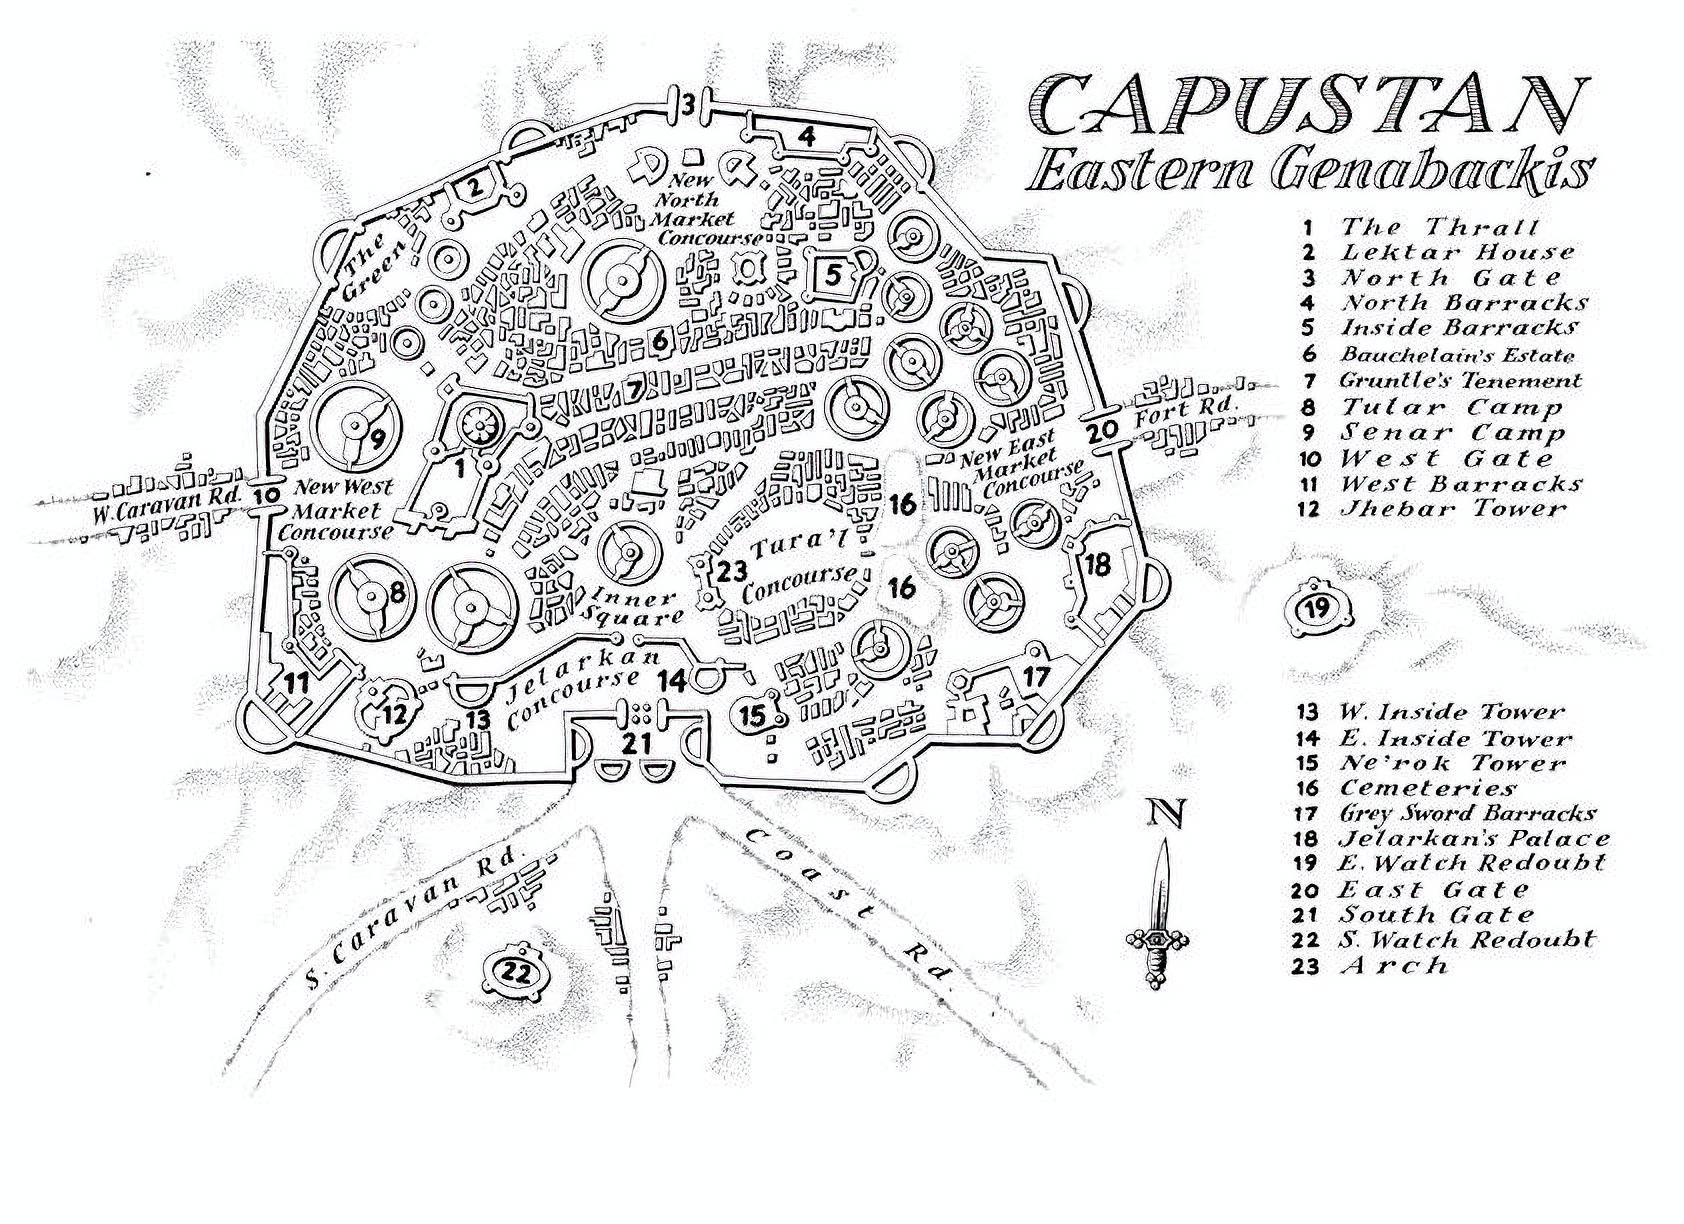 CAPUSTAN
Eastern Genabackis
1 The Thrall
2 Lektar House
3 North Gate
4 North Barracks
5 Inside Barracks
6 Bauchelain's Estate
7 Gruntle's Tenement
8 Tular Camp
9 Senar Camp
10 West Gate
11 West Barracks
12 Jhebar Tower
19
13 W. Inside Tower
14 E. Inside Tower
15 Ne'rok Tower
16 Cemeteries
17 Grey Sword Barracks
18 Jelarkan's Palace
19 E. Watch Redoubt
20 East Gate
21 South Gate
22 S. Watch Redoubt
23 Arch
N
3
4
2
New
North
Market
Concourse
The
Green
5
6
7
9
1
20
Fort Rd.
New East
Market
Concourse
W. Caravan Rd.
10
New West
Market
Concourse
16
Tura'l
Concourse
23
16
18
8
Inner
Square
Jelarkan
Concourse
14
11
12
13
15
17
21
S. Caravan Rd.
Coast Rd.
22